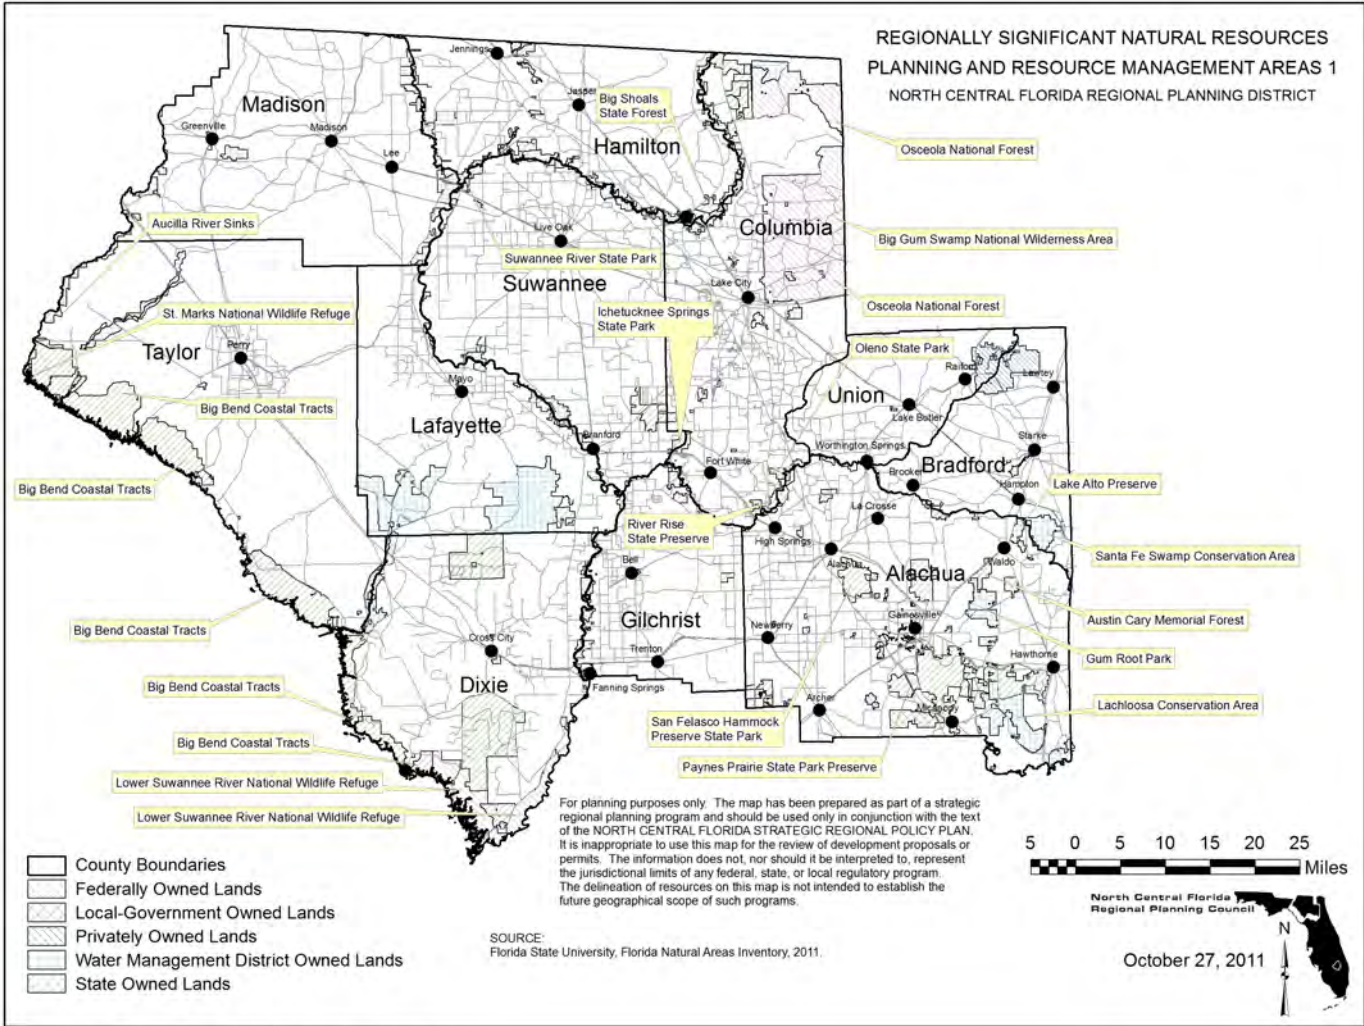 REGIONALLY SIGNIFICANT NATURAL RESOURCES
PLANNING AND RESOURCE MANAGEMENT AREAS 1
NORTH CENTRAL FLORIDA REGIONAL PLANNING DISTRICT
Jennings
Madison
Jasper
Big Shoals
State Forest
Greenville
Madison
Hamilton
Osceola National Forest
Lee
Aucilla River Sinks
Live Oak
Columbia
Big Gum Swamp National Wilderness Area
Suwannee River State Park
Suwannee
Lake City
Osceola National Forest
St. Marks National Wildlife Refuge
Ichetucknee Springs
State Park
Taylor
Perry
Oleno State Park
Raiford
Lawtey
Mayo
Union
Big Bend Coastal Tracts
Lake Butler
Lafayette
Branford
Worthington Springs
Starke
Fort White
Bradford
Brooker
Hampton
Lake Alto Preserve
Big Bend Coastal Tracts
La Crosse
River Rise
State Preserve
High Springs
Santa Fe Swamp Conservation Area
Bell
Alachua
Alachua
Waldo
Gilchrist
Gainesville
Austin Cary Memorial Forest
Big Bend Coastal Tracts
Newberry
Cross City
Trenton
Hawthorne
Gum Root Park
Dixie
Fanning Springs
Big Bend Coastal Tracts
Archer
Micanopy
Lachloosa Conservation Area
San Felasco Hammock
Preserve State Park
Big Bend Coastal Tracts
Paynes Prairie State Park Preserve
Lower Suwannee River National Wildlife Refuge
Lower Suwannee River National Wildlife Refuge
For planning purposes only. The map has been prepared as part of a strategic
regional planning program and should be used only in conjunction with the text
of the NORTH CENTRAL FLORIDA STRATEGIC REGIONAL POLICY PLAN.
It is inappropriate to use this map for the review of development proposals or
permits. The information does not, nor should it be interpreted to, represent
the jurisdictional limits of any federal, state, or local regulatory program.
The delineation of resources on this map is not intended to establish the
future geographical scope of such programs.
County Boundaries
Federally Owned Lands
Local-Government Owned Lands
Privately Owned Lands
Water Management District Owned Lands
State Owned Lands
SOURCE:
Florida State University, Florida Natural Areas Inventory, 2011.
5 0 5 10 15 20 25
Miles
North Central Florida
Regional Planning Council
N
October 27, 2011